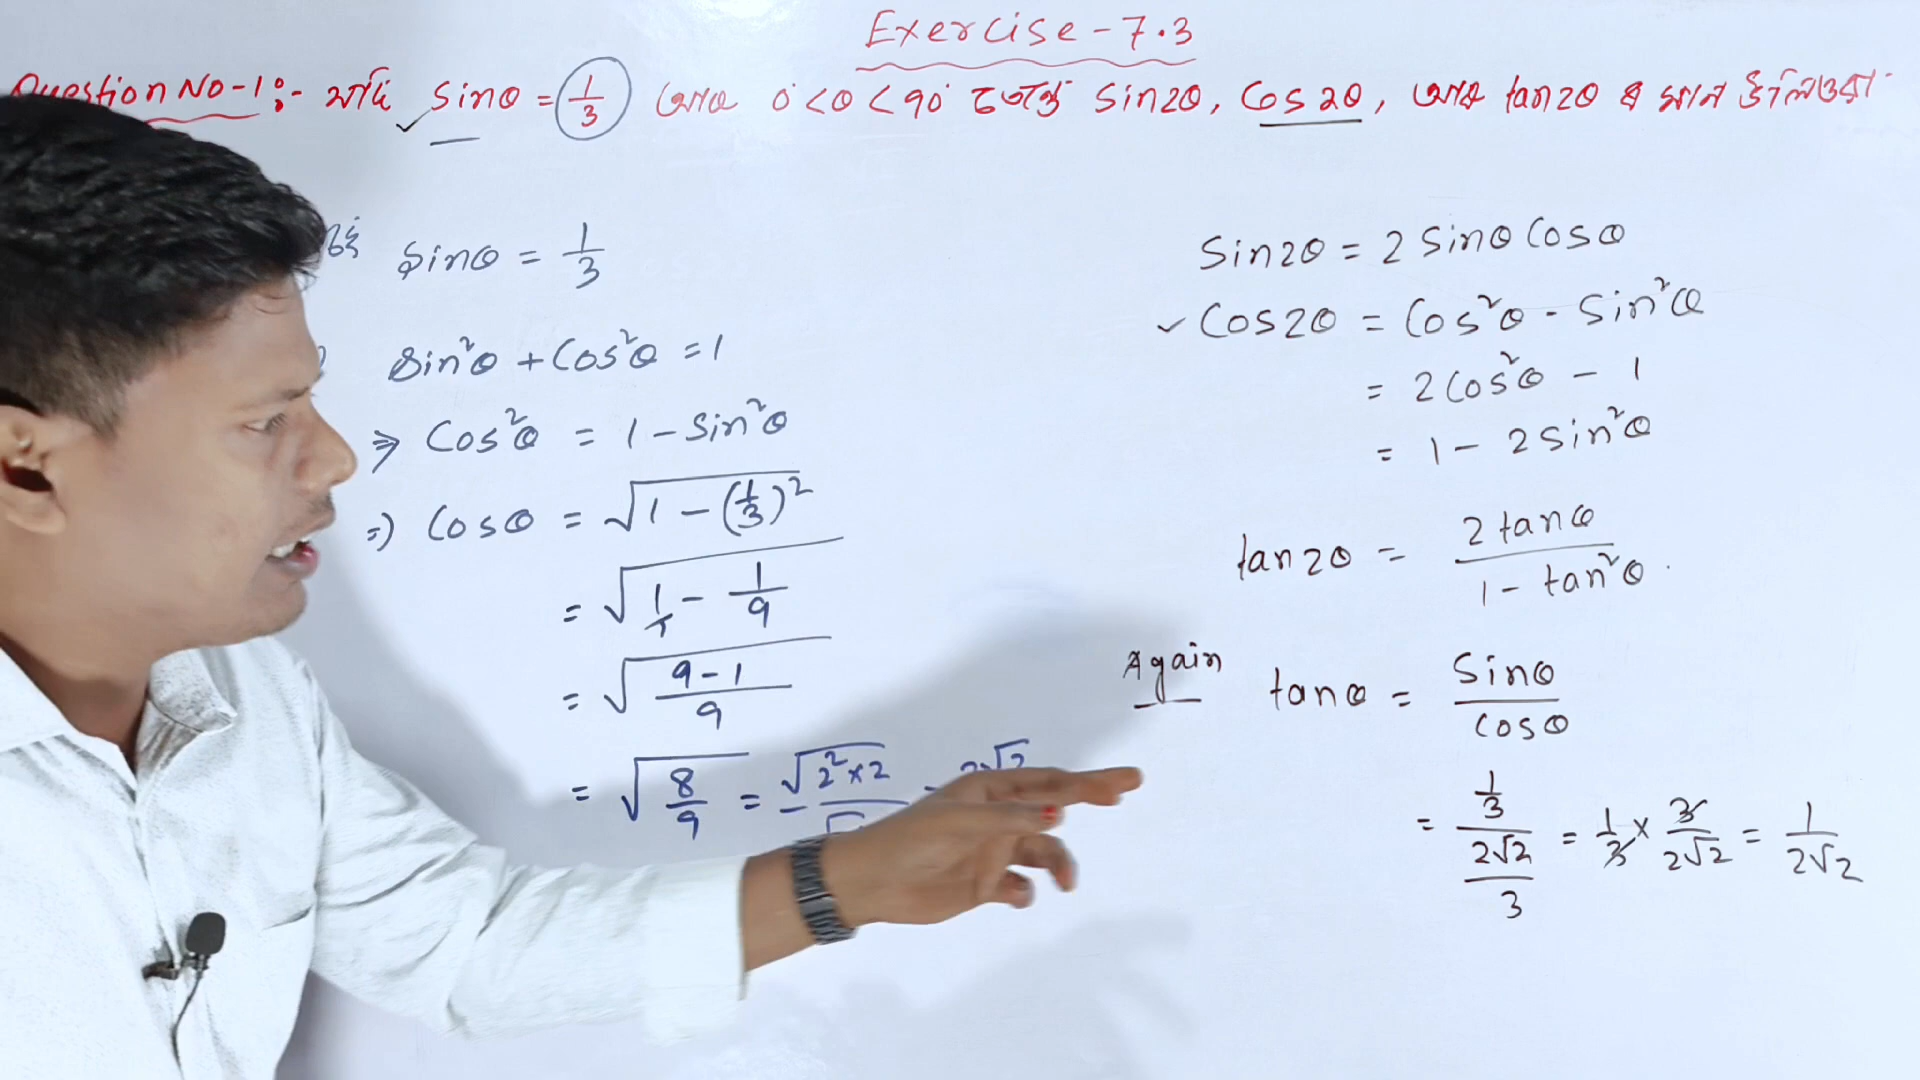 Exercise - 7.3
Question No-1:- যদি sinθ = 1/3 আৰু 0° < θ < 90° হেতেন্তে sin2θ, cos2θ, আৰু tan2θ ৰ মান উলিওৱা
sinθ = 1/3
sin²θ + cos²θ = 1
⇒ cos²θ = 1 - sin²θ
⇒ cosθ = √(1 - (1/3)²)
= √(1/1 - 1/9)
= √((9-1)/9)
= √(8/9) = √(2²×2)
sin2θ = 2 sinθ cosθ
✓ cos2θ = cos²θ - sin²θ
= 2cos²θ - 1
= 1 - 2sin²θ
tan2θ = 2tanθ / (1 - tan²θ)
Again tanθ = sinθ / cosθ
= (1/3) / (2√2/3) = 1/3 × 3/(2√2) = 1/(2√2)